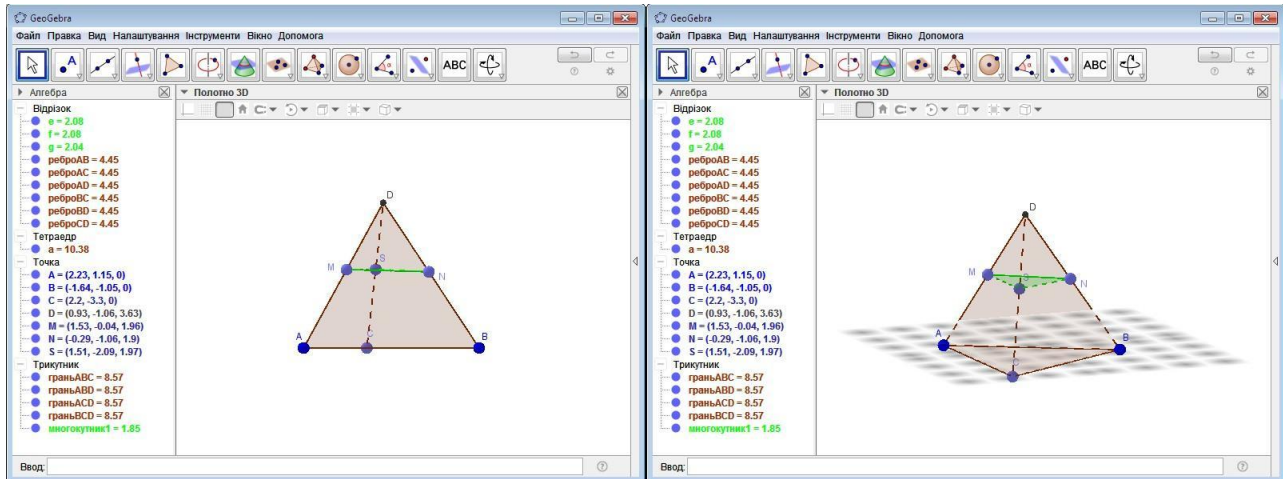 GeoGebra
Файл Правка Вид Налаштування Інструменти Вікно Допомога
A
ABC
Алгебра
Полотно 3D
Відрізок
e = 2.08
f = 2.08
g = 2.04
реброAB = 4.45
реброAC = 4.45
реброAD = 4.45
реброBC = 4.45
реброBD = 4.45
реброCD = 4.45
Тетраедр
a = 10.38
Точка
A = (2.23, 1.15, 0)
B = (-1.64, -1.05, 0)
C = (2.2, -3.3, 0)
D = (0.93, -1.06, 3.63)
M = (1.53, -0.04, 1.96)
N = (-0.29, -1.06, 1.9)
S = (1.51, -2.09, 1.97)
Трикутник
граньABC = 8.57
граньABD = 8.57
граньACD = 8.57
граньBCD = 8.57
многокутник1 = 1.85
D
M
S
N
A
C
B
Ввод:
GeoGebra
Файл Правка Вид Налаштування Інструменти Вікно Допомога
A
ABC
Алгебра
Полотно 3D
Відрізок
e = 2.08
f = 2.08
g = 2.04
реброAB = 4.45
реброAC = 4.45
реброAD = 4.45
реброBC = 4.45
реброBD = 4.45
реброCD = 4.45
Тетраедр
a = 10.38
Точка
A = (2.23, 1.15, 0)
B = (-1.64, -1.05, 0)
C = (2.2, -3.3, 0)
D = (0.93, -1.06, 3.63)
M = (1.53, -0.04, 1.96)
N = (-0.29, -1.06, 1.9)
S = (1.51, -2.09, 1.97)
Трикутник
граньABC = 8.57
граньABD = 8.57
граньACD = 8.57
граньBCD = 8.57
многокутник1 = 1.85
D
M
S
N
A
B
C
Ввод: